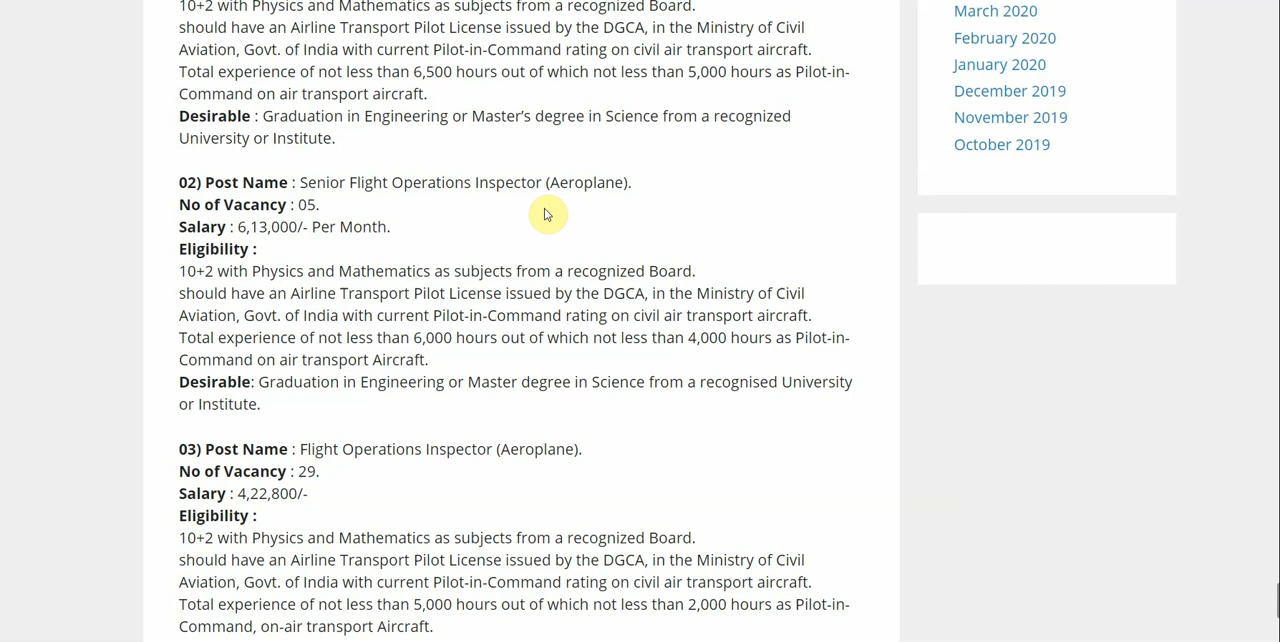 10+2 with Physics and Mathematics as subjects from a recognized Board.
should have an Airline Transport Pilot License issued by the DGCA, in the Ministry of Civil
Aviation, Govt. of India with current Pilot-in-Command rating on civil air transport aircraft.
Total experience of not less than 6,500 hours out of which not less than 5,000 hours as Pilot-in-
Command on air transport aircraft.
Desirable : Graduation in Engineering or Master’s degree in Science from a recognized
University or Institute.
02) Post Name : Senior Flight Operations Inspector (Aeroplane).
No of Vacancy : 05.
Salary : 6,13,000/- Per Month.
Eligibility :
10+2 with Physics and Mathematics as subjects from a recognized Board.
should have an Airline Transport Pilot License issued by the DGCA, in the Ministry of Civil
Aviation, Govt. of India with current Pilot-in-Command rating on civil air transport aircraft.
Total experience of not less than 6,000 hours out of which not less than 4,000 hours as Pilot-in-
Command on air transport Aircraft.
Desirable: Graduation in Engineering or Master degree in Science from a recognised University
or Institute.
03) Post Name : Flight Operations Inspector (Aeroplane).
No of Vacancy : 29.
Salary : 4,22,800/-
Eligibility :
10+2 with Physics and Mathematics as subjects from a recognized Board.
should have an Airline Transport Pilot License issued by the DGCA, in the Ministry of Civil
Aviation, Govt. of India with current Pilot-in-Command rating on civil air transport aircraft.
Total experience of not less than 5,000 hours out of which not less than 2,000 hours as Pilot-in-
Command, on-air transport Aircraft.
March 2020
February 2020
January 2020
December 2019
November 2019
October 2019